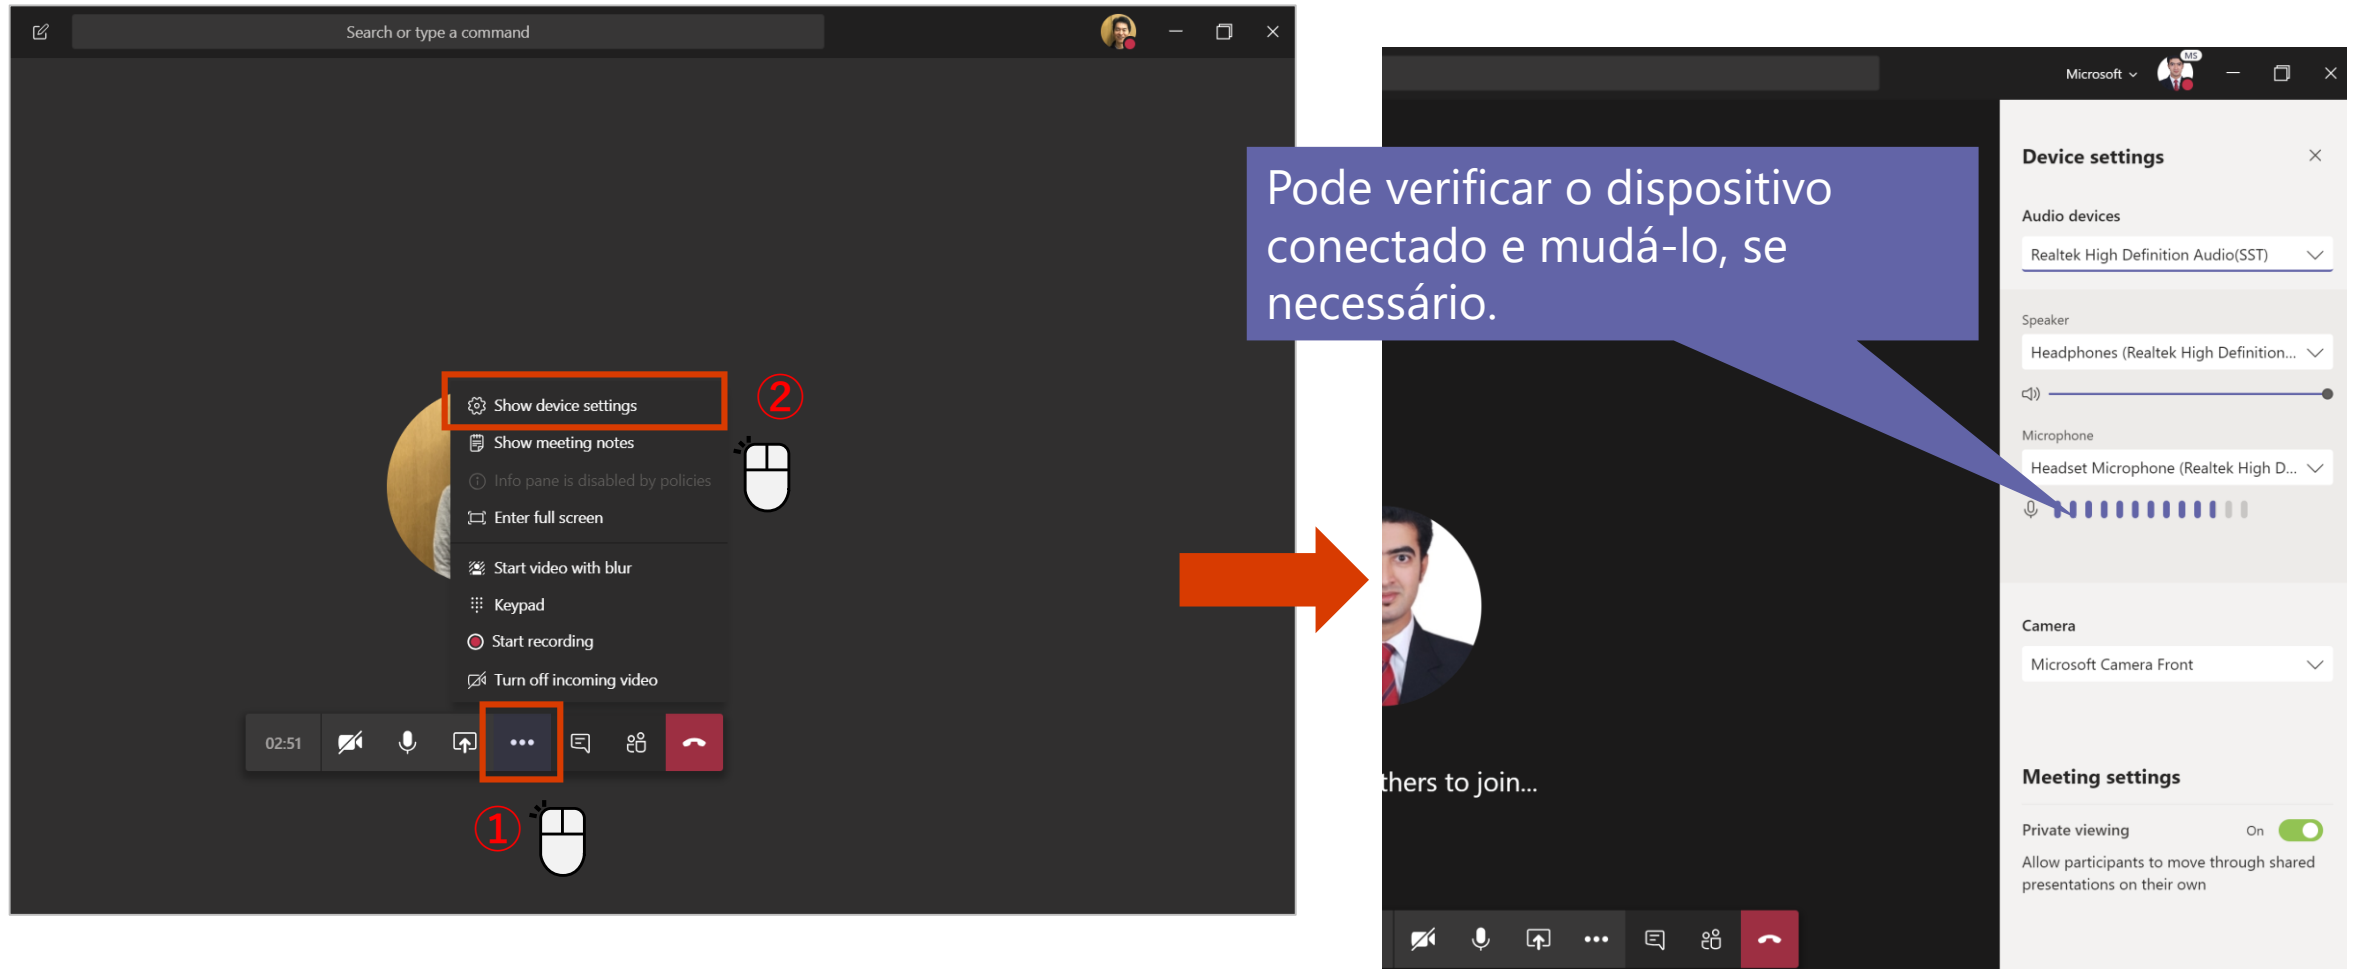 Search or type a command
Show device settings
②
Show meeting notes
Info pane is disabled by policies
Enter full screen
Start video with blur
Keypad
Start recording
Turn off incoming video
02:51
①
Microsoft
MS
Pode verificar o dispositivo
conectado e mudá-lo, se
necessário.
thers to join...
Device settings
Audio devices
Realtek High Definition Audio(SST)
Speaker
Headphones (Realtek High Definition...
Microphone
Headset Microphone (Realtek High D...
Camera
Microsoft Camera Front
Meeting settings
Private viewing On
Allow participants to move through shared
presentations on their own